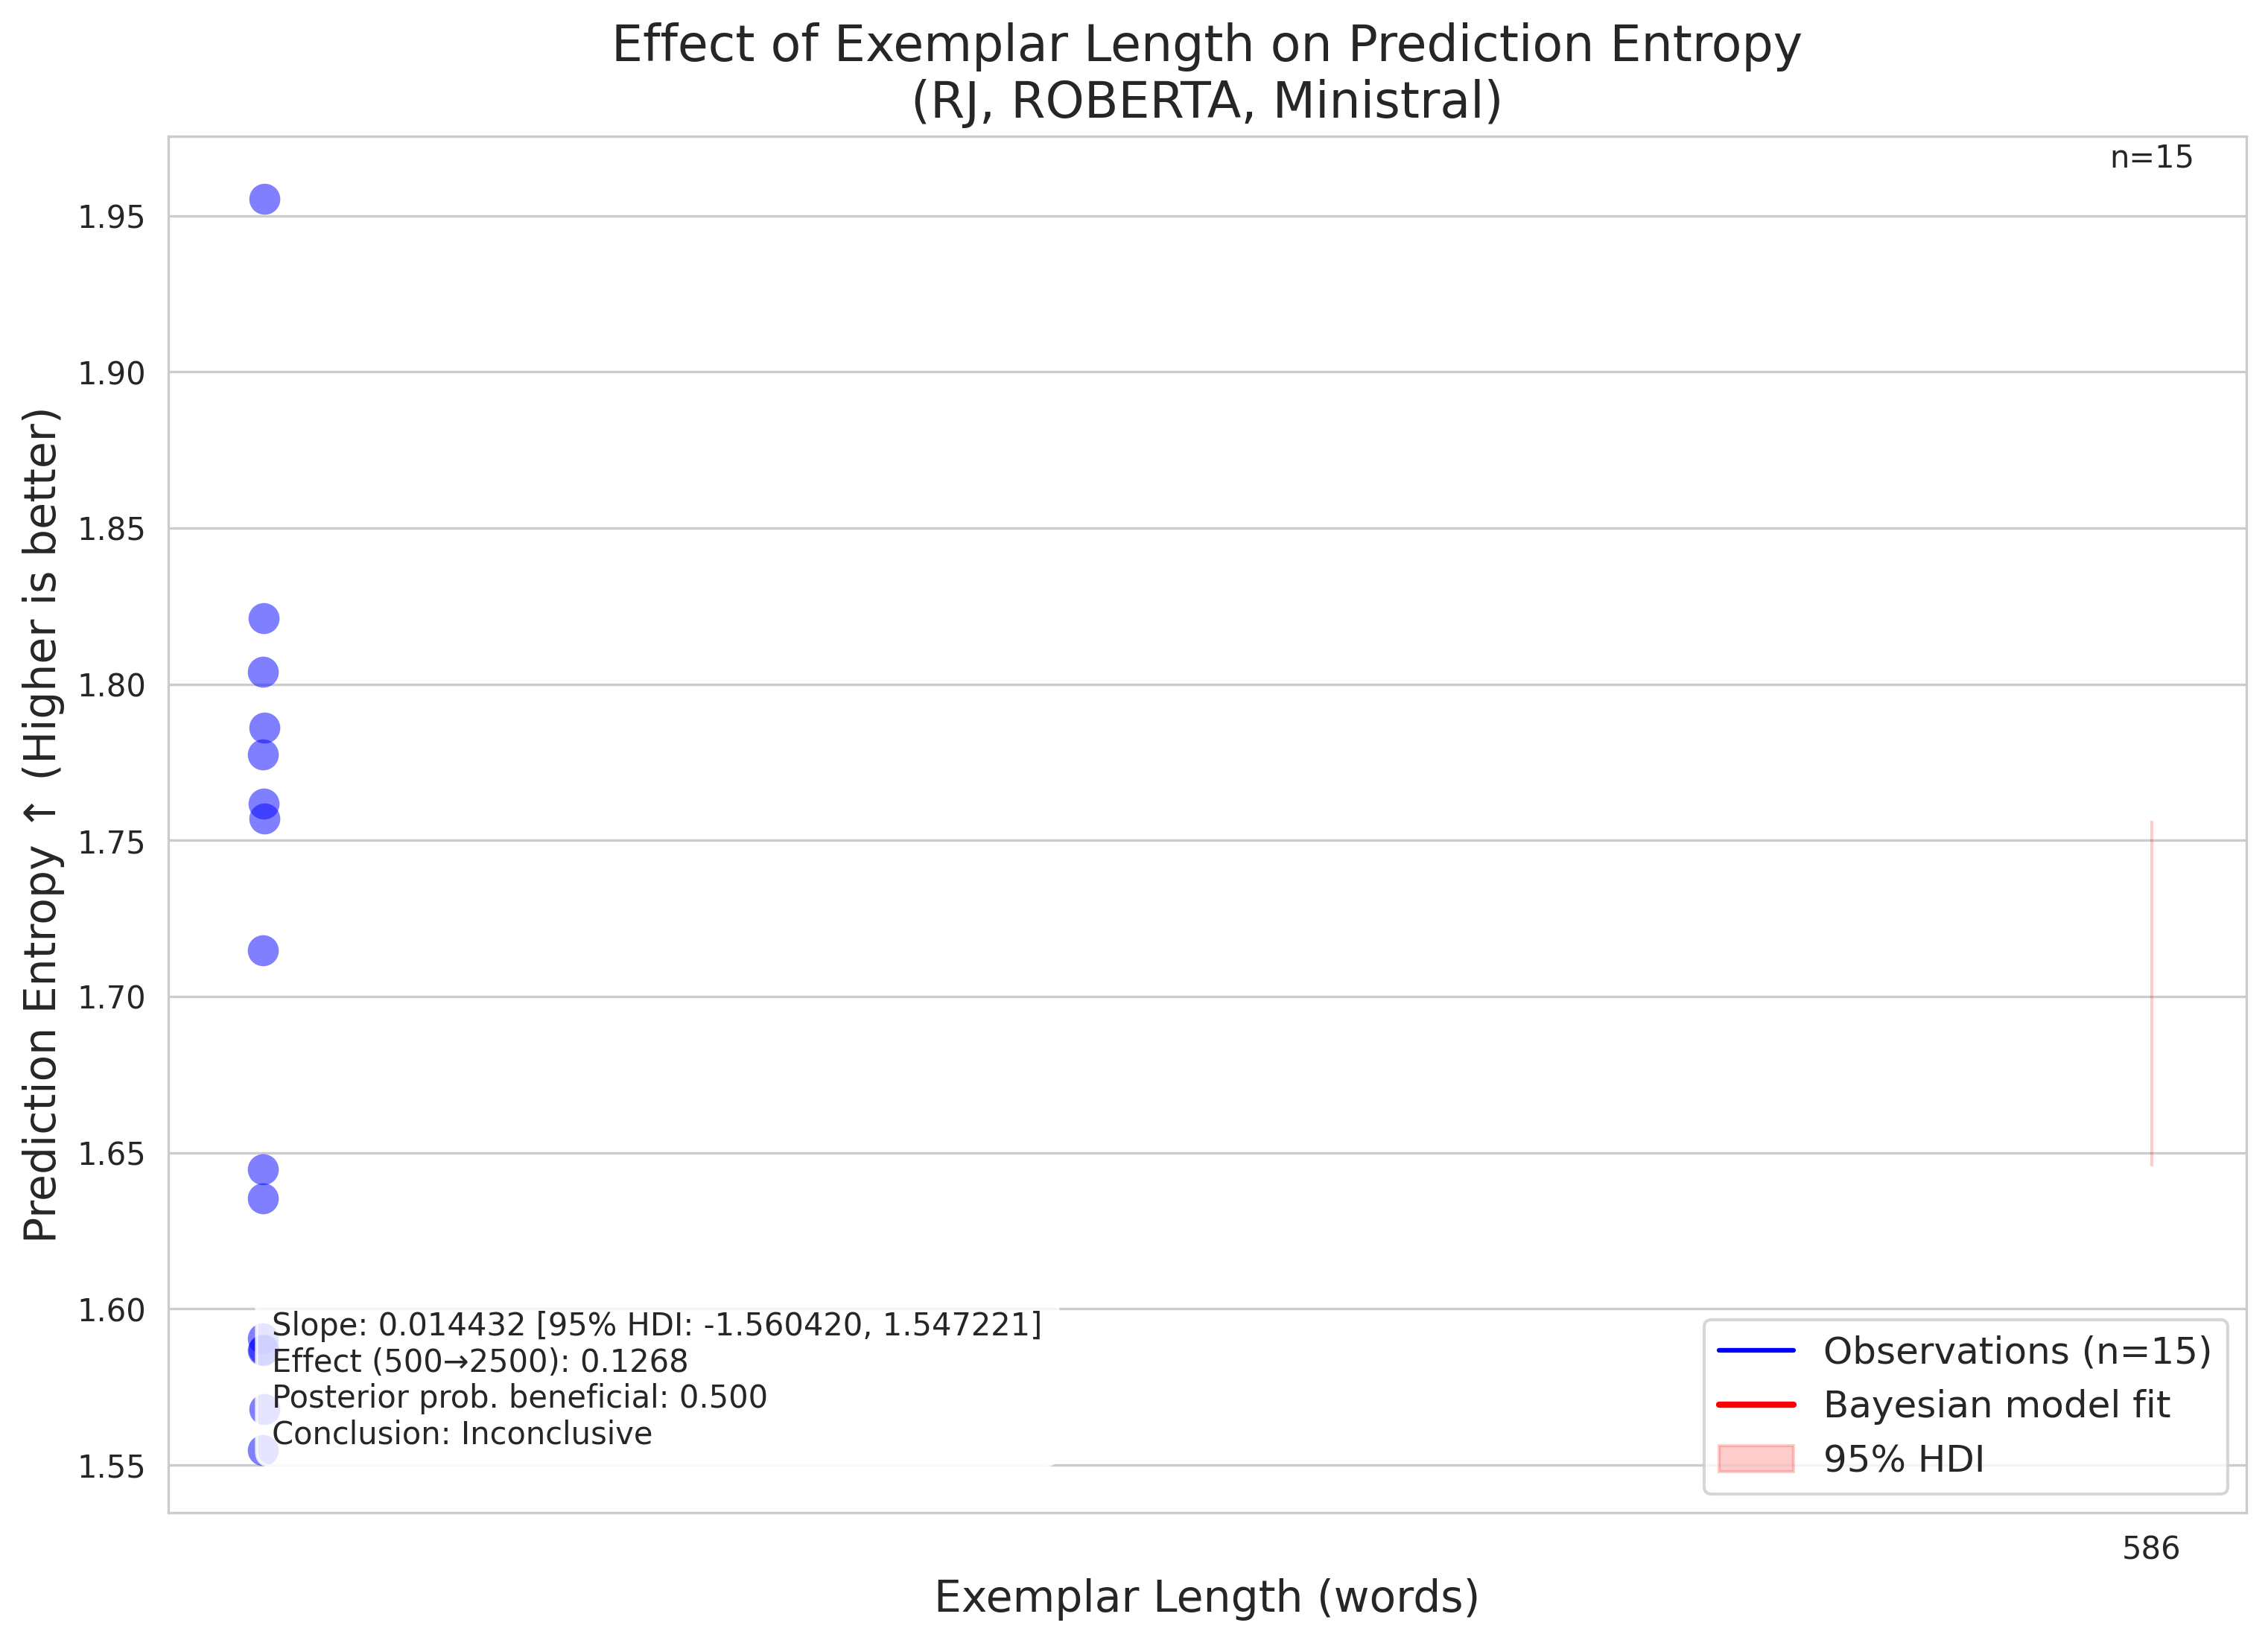 Effect of Exemplar Length on Prediction Entropy
(RJ, ROBERTA, Ministral)
n=15
Prediction Entropy ↑ (Higher is better)
1.95
1.90
1.85
1.80
1.75
1.70
1.65
1.60
1.55
Slope: 0.014432 [95% HDI: -1.560420, 1.547221]
Effect (500→2500): 0.1268
Posterior prob. beneficial: 0.500
Conclusion: Inconclusive
Observations (n=15)
Bayesian model fit
95% HDI
586
Exemplar Length (words)